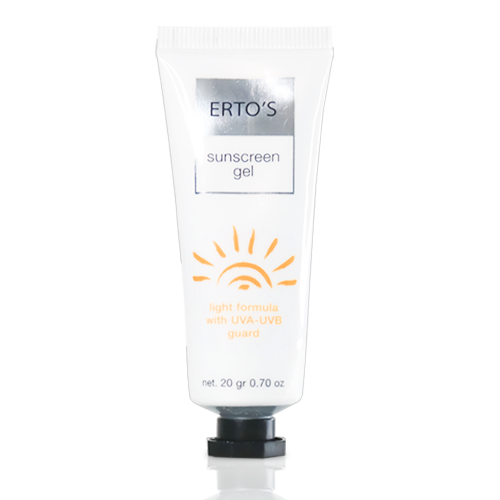 ERTO'S
sunscreen
gel
light formula
with UVA-UVB
guard
net. 20 gr 0.70 oz